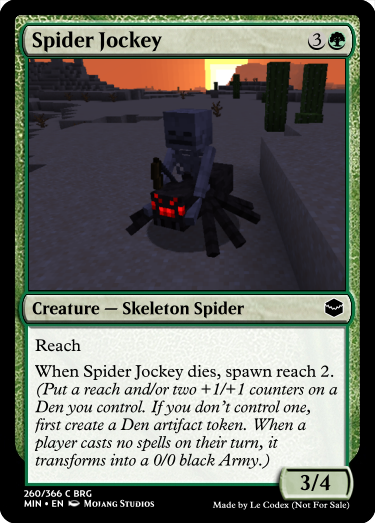 Spider Jockey 3
Creature — Skeleton Spider
Reach
When Spider Jockey dies, spawn reach 2.
(Put a reach and/or two +1/+1 counters on
a Den you control. If you don't control one,
first create a Den artifact token. When a
player casts no spells on their turn, it
transforms into a 0/0 black Army.)
3/4
260/366 C BRG
MIN • EN Mojang Studios
Made by Le Codex (Not For Sale)